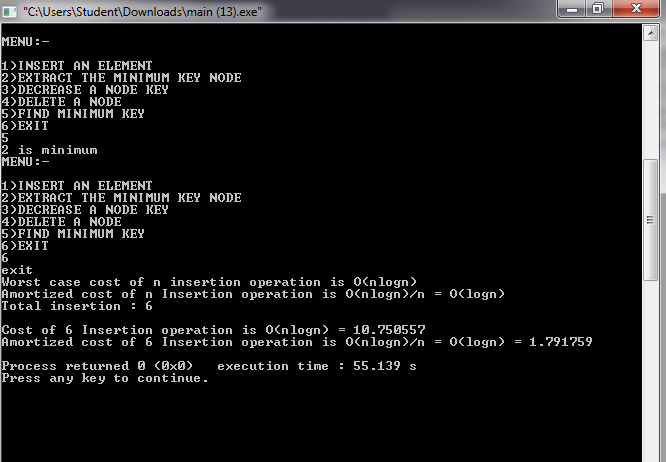 "C:\Users\Student\Downloads\main (13).exe"
MENU:-
1)INSERT AN ELEMENT
2)EXTRACT THE MINIMUM KEY NODE
3)DECREASE A NODE KEY
4)DELETE A NODE
5)FIND MINIMUM KEY
6)EXIT
5
2 is minimum
MENU:-
1)INSERT AN ELEMENT
2)EXTRACT THE MINIMUM KEY NODE
3)DECREASE A NODE KEY
4)DELETE A NODE
5)FIND MINIMUM KEY
6)EXIT
6
exit
Worst case cost of n insertion operation is O(nlogn)
Amortized cost of n Insertion operation is O(nlogn)/n = O(logn)
Total insertion : 6
Cost of 6 Insertion operation is O(nlogn) = 10.750557
Amortized cost of 6 Insertion operation is O(nlogn)/n = O(logn) = 1.791759
Process returned 0 (0x0)   execution time : 55.139 s
Press any key to continue.